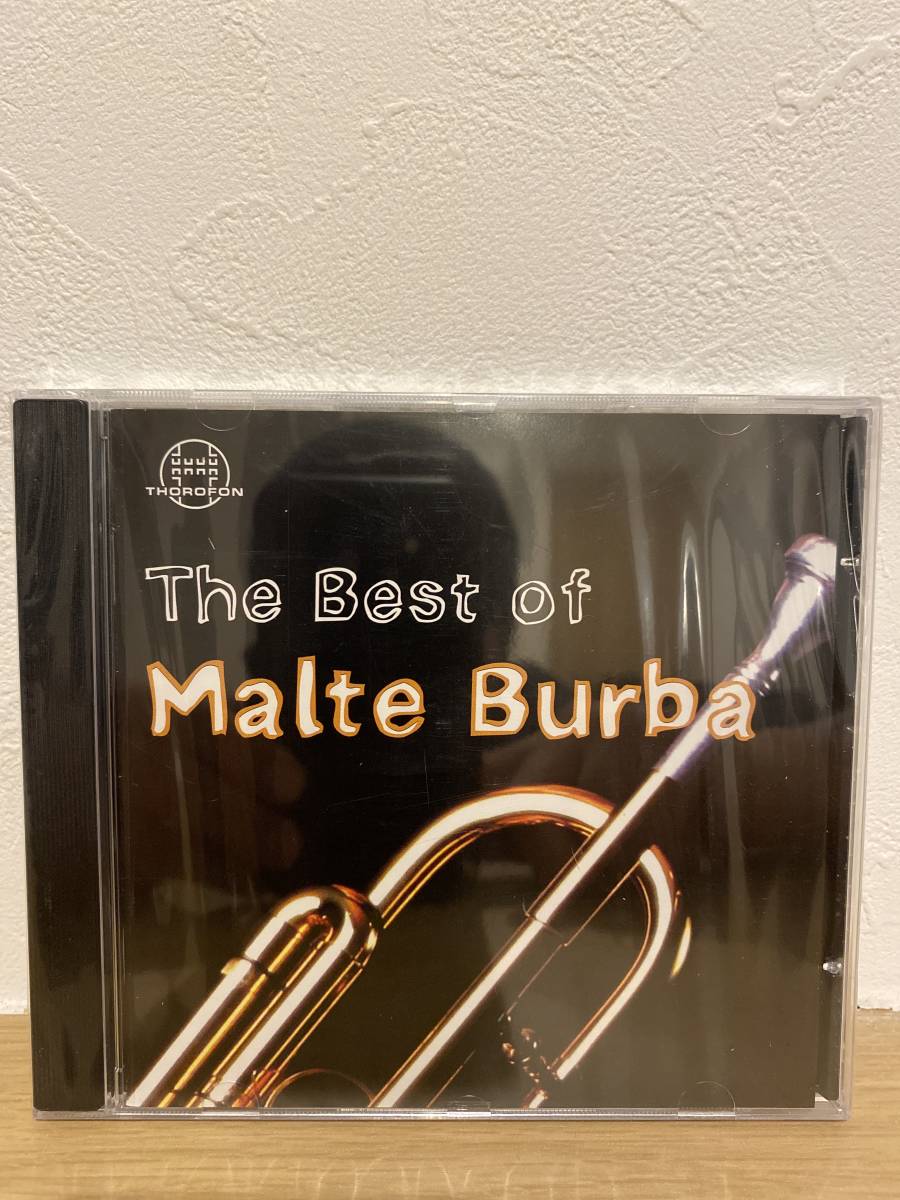 THOROFON
The Best of
Malte Burba